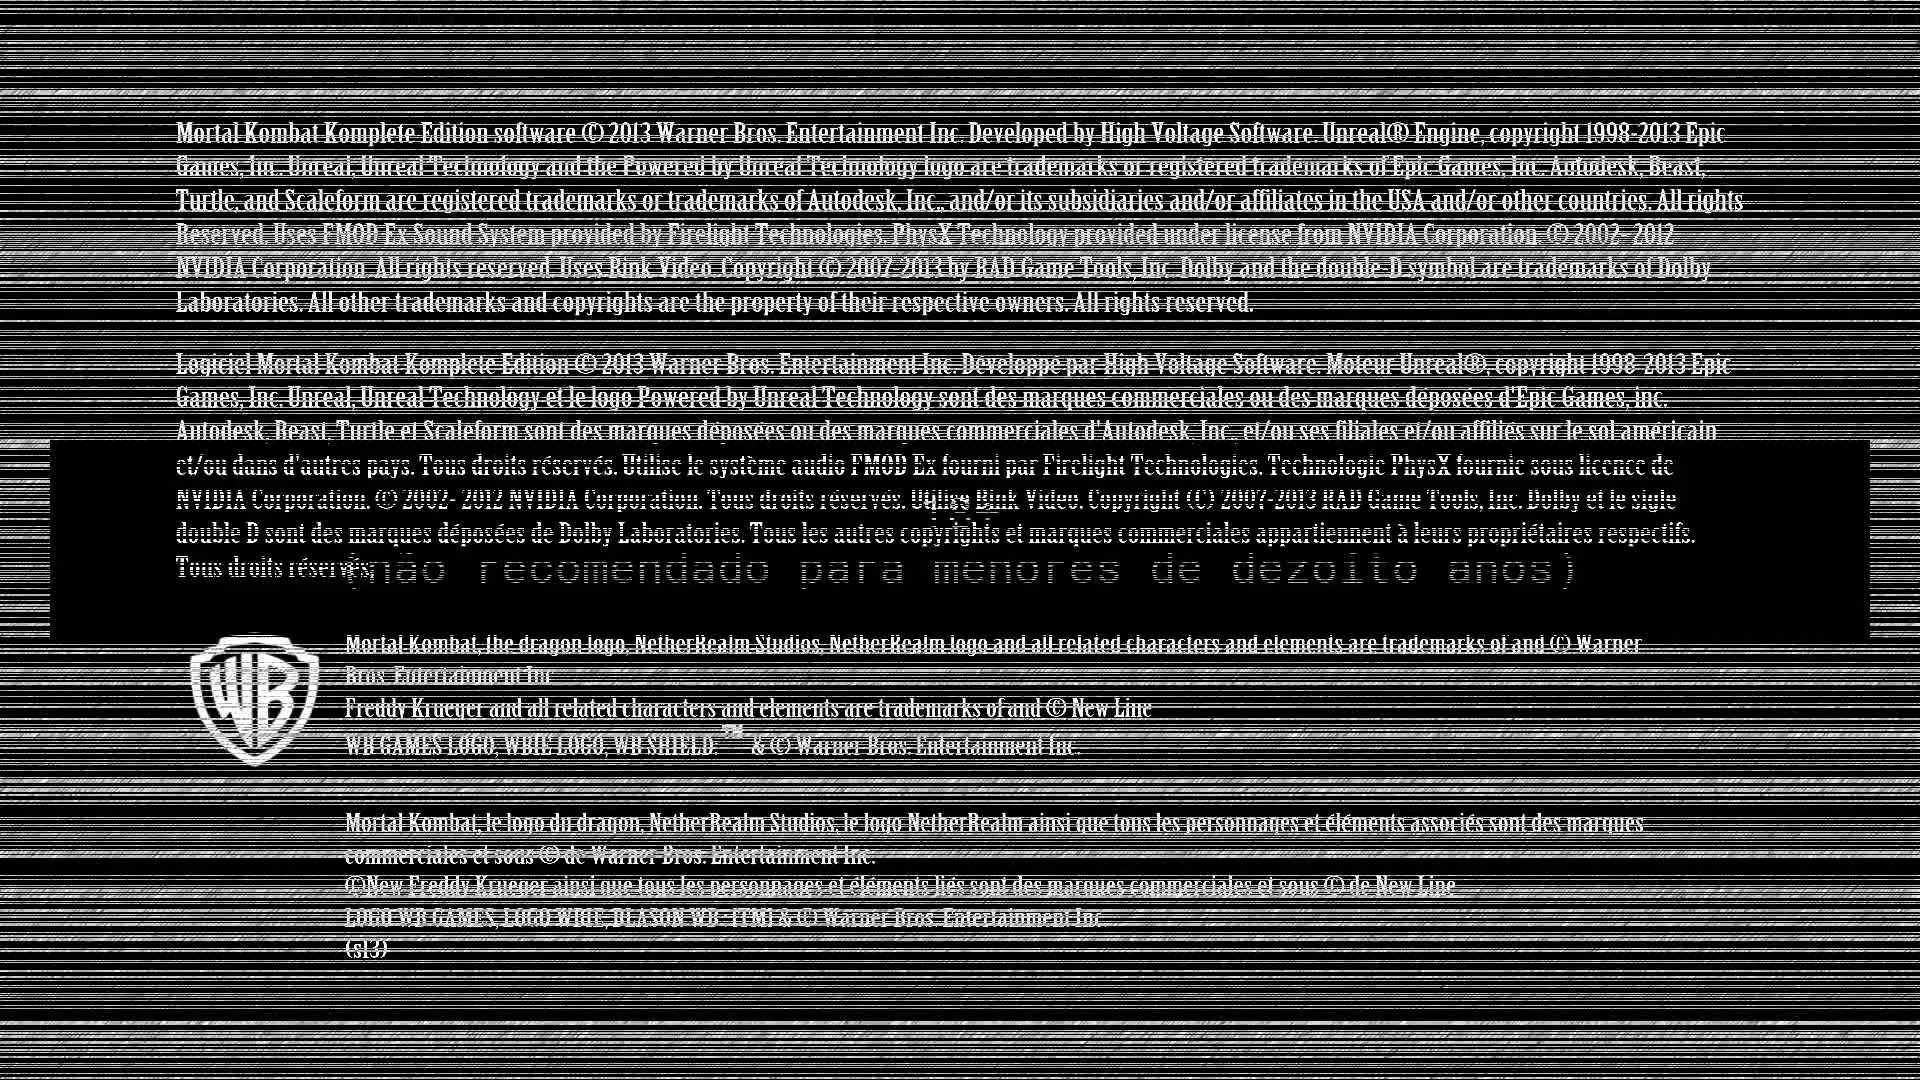 Mortal Kombat Komplete Edition software © 2013 Warner Bros. Entertainment Inc. Developed by High Voltage Software. Unreal® Engine, copyright 1998-2013 Epic
Games, Inc. Unreal, Unreal Technology and the Powered by Unreal Technology logo are trademarks or registered trademarks of Epic Games, Inc. Autodesk, Beast,
Turtle, and Scaleform are registered trademarks or trademarks of Autodesk, Inc., and/or its subsidiaries and/or affiliates in the USA and/or other countries. All rights
Reserved. Uses FMOD Ex Sound System provided by Firelight Technologies. PhysX Technology provided under license from NVIDIA Corporation. © 2002- 2012
NVIDIA Corporation. All rights reserved. Uses Bink Video. Copyright © 2007-2013 by RAD Game Tools, Inc. Dolby and the double-D symbol are trademarks of Dolby
Laboratories. All other trademarks and copyrights are the property of their respective owners. All rights reserved.
Logiciel Mortal Kombat Komplete Edition © 2013 Warner Bros. Entertainment Inc. Développé par High Voltage Software. Moteur Unreal®, copyright 1998-2013 Epic
Games, Inc. Unreal, Unreal Technology et le logo Powered by Unreal Technology sont des marques commerciales ou des marques déposées d'Epic Games, inc.
Autodesk, Beast, Turtle et Scaleform sont des marques déposées ou des marques commerciales d'Autodesk, Inc., et/ou ses filiales et/ou affiliés sur le sol américain
et/ou dans d'autres pays. Tous droits réservés. Utilise le système audio FMOD Ex fourni par Firelight Technologies. Technologie PhysX fournie sous licence de
NVIDIA Corporation. © 2002- 2012 NVIDIA Corporation. Tous droits réservés. Utilise Bink Video. Copyright (C) 2007-2013 RAD Game Tools, Inc. Dolby et le sigle
double D sont des marques déposées de Dolby Laboratories. Tous les autres copyrights et marques commerciales appartiennent à leurs propriétaires respectifs.
Tous droits réservés.
(não recomendado para menores de dezoito anos)
WB
Mortal Kombat, the dragon logo, NetherRealm Studios, NetherRealm logo and all related characters and elements are trademarks of and © Warner
Bros. Entertainment Inc
Freddy Krueger and all related characters and elements are trademarks of and © New Line
WB GAMES LOGO, WBIE LOGO, WB SHIELD: ™ & © Warner Bros. Entertainment Inc.
Mortal Kombat, le logo du dragon, NetherRealm Studios, le logo NetherRealm ainsi que tous les personnages et éléments associés sont des marques
commerciales et sous © de Warner Bros. Entertainment Inc.
©New Freddy Krueger ainsi que tous les personnages et éléments liés sont des marques commerciales et sous © de New Line
LOGO WB GAMES, LOGO WBIE, BLASON WB : [TM] & (C) Warner Bros. Entertainment Inc.
(s13)